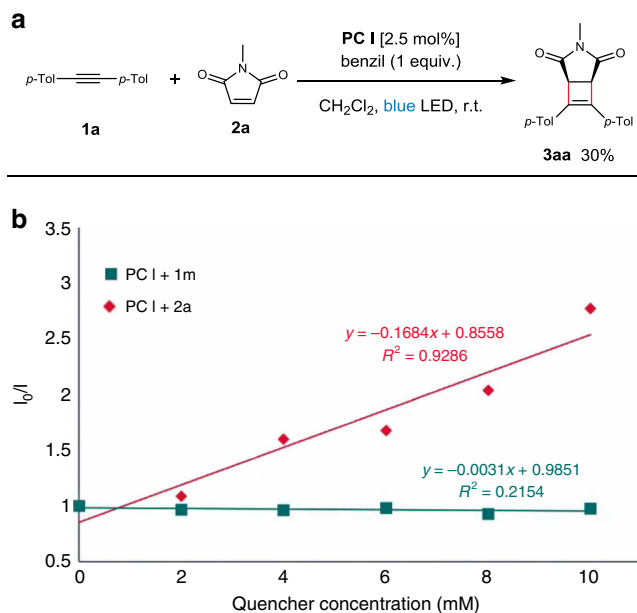 a
PC I [2.5 mol%]
benzil (1 equiv.)
CH2Cl2, blue LED, r.t.
p-Tol p-Tol
+
1a
N
O O
2a
N
O O
p-Tol p-Tol
3aa 30%
b
3.5
3
2.5
2
1.5
1
0.5
I0/I
PC I + 1m
PC I + 2a
y = –0.1684x + 0.8558
R2 = 0.9286
y = –0.0031x + 0.9851
R2 = 0.2154
0 2 4 6 8 10
Quencher concentration (mM)